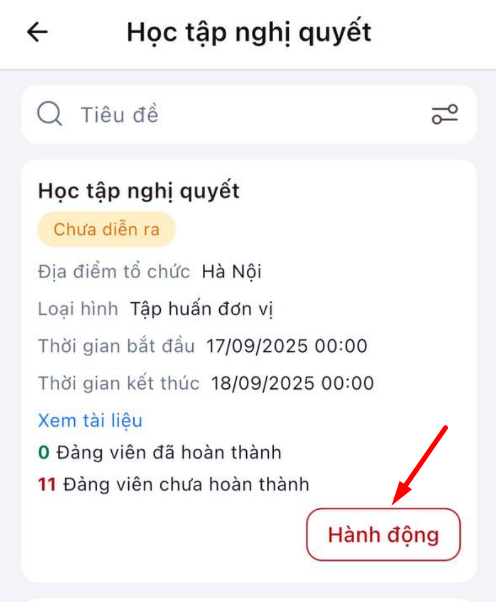 Học tập nghị quyết
Tiêu đề
Học tập nghị quyết
Chưa diễn ra
Địa điểm tổ chức Hà Nội
Loại hình Tập huấn đơn vị
Thời gian bắt đầu 17/09/2025 00:00
Thời gian kết thúc 18/09/2025 00:00
Xem tài liệu
0 Đảng viên đã hoàn thành
11 Đảng viên chưa hoàn thành
Hành động